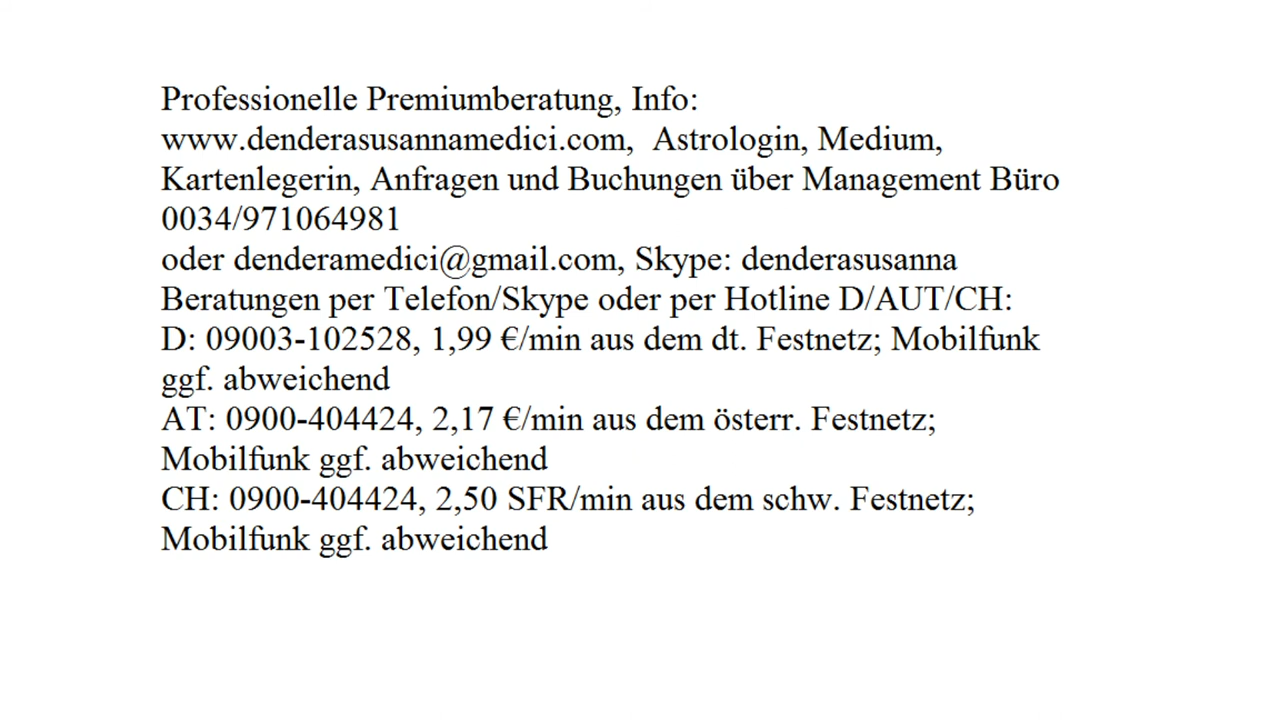 Professionelle Premiumberatung, Info:
www.denderasusannamedici.com,  Astrologin, Medium,
Kartenlegerin, Anfragen und Buchungen über Management Büro
0034/971064981
oder denderamedici@gmail.com, Skype: denderasusanna
Beratungen per Telefon/Skype oder per Hotline D/AUT/CH:
D: 09003-102528, 1,99 €/min aus dem dt. Festnetz; Mobilfunk
ggf. abweichend
AT: 0900-404424, 2,17 €/min aus dem österr. Festnetz;
Mobilfunk ggf. abweichend
CH: 0900-404424, 2,50 SFR/min aus dem schw. Festnetz;
Mobilfunk ggf. abweichend